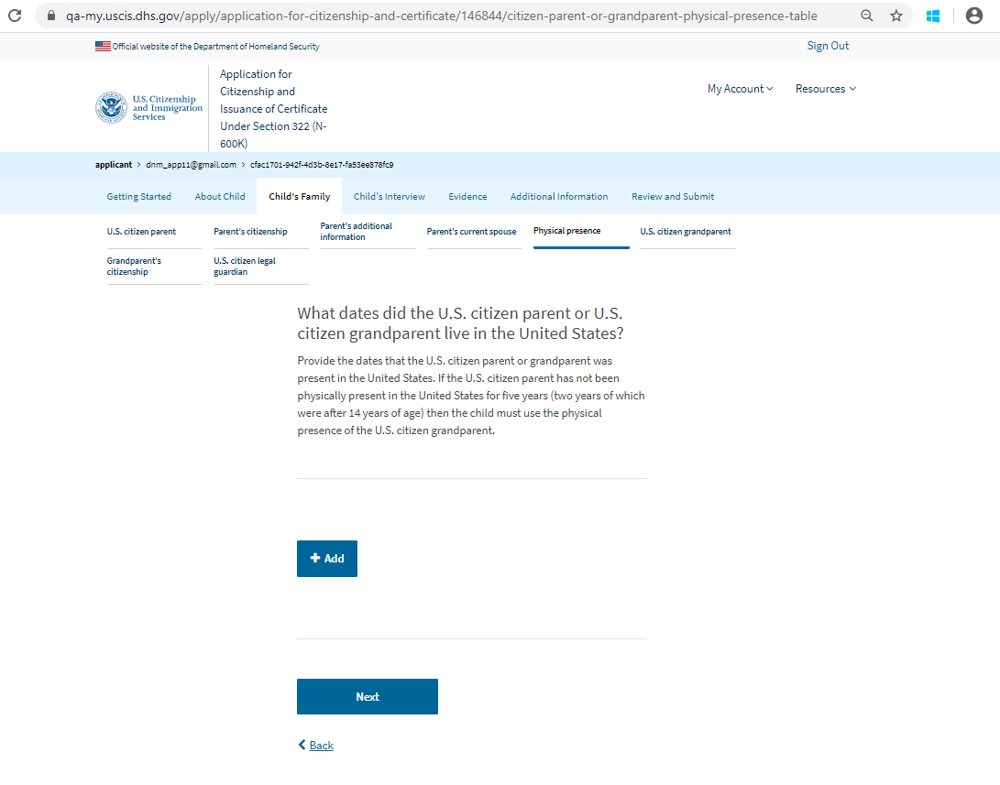 qa-my.uscis.dhs.gov/apply/application-for-citizenship-and-certificate/146844/citizen-parent-or-grandparent-physical-presence-table
Official website of the Department of Homeland Security
Sign Out
U.S. Citizenship
and Immigration
Services
Application for
Citizenship and
Issuance of Certificate
Under Section 322 (N-
600K)
My Account
Resources
applicant > dnm_app11@gmail.com > cfac1701-942f-4d3b-8e17-fa53ee878fc9
Getting Started
About Child
Child's Family
Child's Interview
Evidence
Additional Information
Review and Submit
U.S. citizen parent
Parent's citizenship
Parent's additional
information
Parent's current spouse
Physical presence
U.S. citizen grandparent
Grandparent's
citizenship
U.S. citizen legal
guardian
What dates did the U.S. citizen parent or U.S.
citizen grandparent live in the United States?
Provide the dates that the U.S. citizen parent or grandparent was
present in the United States. If the U.S. citizen parent has not been
physically present in the United States for five years (two years of which
were after 14 years of age) then the child must use the physical
presence of the U.S. citizen grandparent.
+ Add
Next
Back